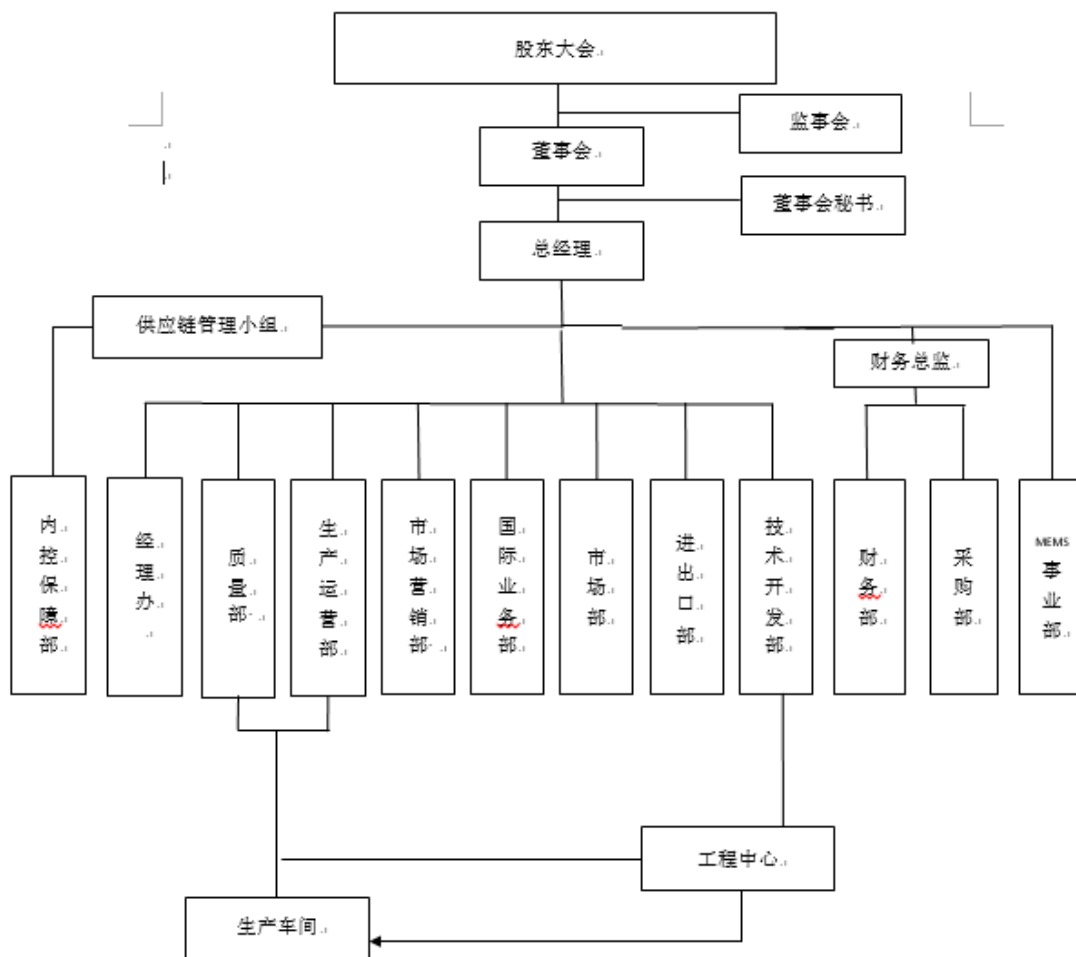 股东大会
监事会
董事会
董事会秘书
总经理
供应链管理小组
财务总监
内控保障部
经理办
质量部
生产运营部
市场营销部
国际业务部
市场部
进出口部
技术开发部
财务部
采购部
MEMS事业部
工程中心
生产车间